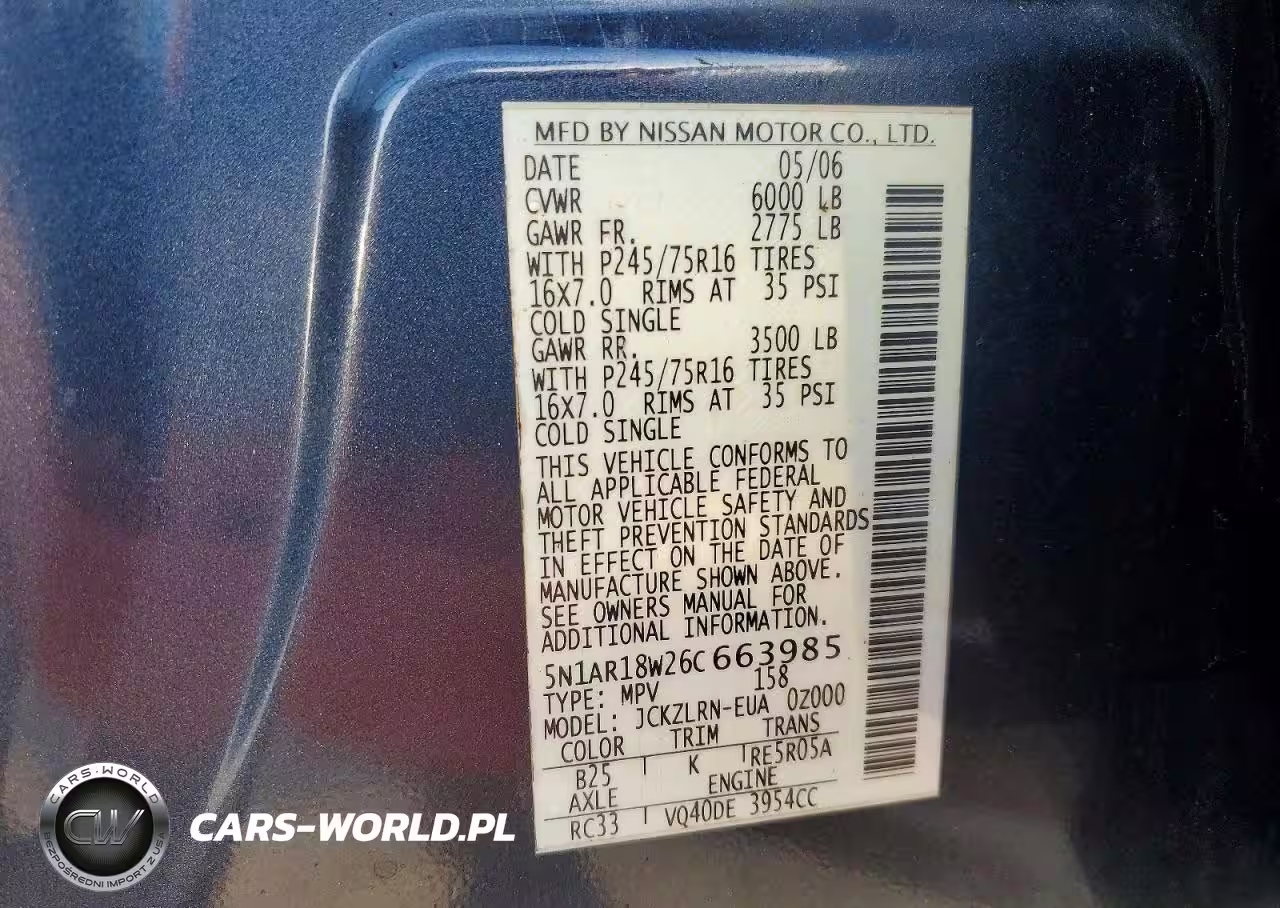 MFD BY NISSAN MOTOR CO., LTD.
DATE 05/06
CVWR 6000 LB
GAWR FR. 2775 LB
WITH P245/75R16 TIRES
16X7.0 RIMS AT 35 PSI
COLD SINGLE
GAWR RR. 3500 LB
WITH P245/75R16 TIRES
16X7.0 RIMS AT 35 PSI
COLD SINGLE
THIS VEHICLE CONFORMS TO
ALL APPLICABLE FEDERAL
MOTOR VEHICLE SAFETY AND
THEFT PREVENTION STANDARDS
IN EFFECT ON THE DATE OF
MANUFACTURE SHOWN ABOVE.
SEE OWNERS MANUAL FOR
ADDITIONAL INFORMATION.
5N1AR18W26C663985
TYPE: MPV 158
MODEL: JCKZLRN-EUA 0Z000
COLOR TRIM TRANS
B25 K RE5R05A
AXLE ENGINE
RC33 VQ40DE 3954CC
CARS-WORLD
CW
BEZPOŚREDNI IMPORT Z USA
CARS-WORLD.PL